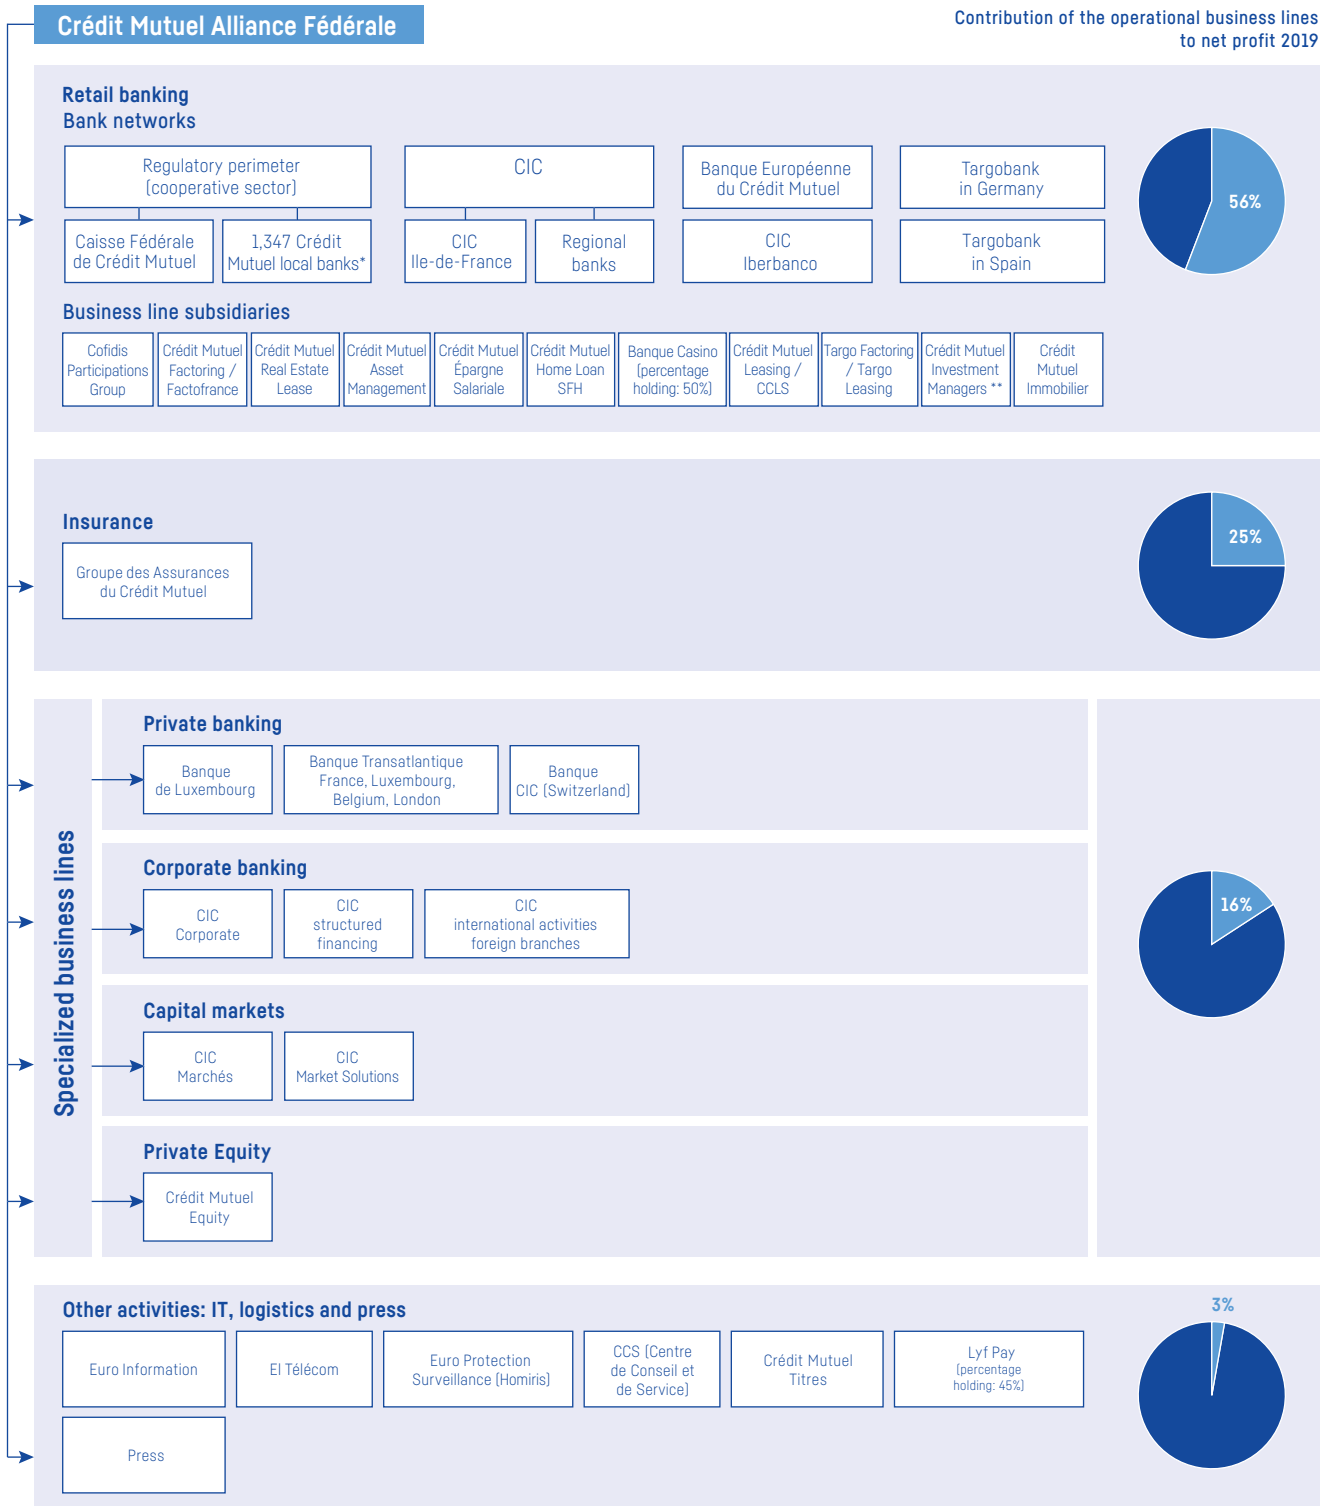 Crédit Mutuel Alliance Fédérale
Contribution of the operational business lines
to net profit 2019
Retail banking
Bank networks
Regulatory perimeter
(cooperative sector)
CIC
Banque Européenne
du Crédit Mutuel
Targobank
in Germany
Caisse Fédérale
de Crédit Mutuel
1,347 Crédit
Mutuel local banks*
CIC
Ile-de-France
Regional
banks
CIC
Iberbanco
Targobank
in Spain
56%
Business line subsidiaries
Cofidis
Participations
Group
Crédit Mutuel
Factoring /
Factofrance
Crédit Mutuel
Real Estate
Lease
Crédit Mutuel
Asset
Management
Crédit Mutuel
Épargne
Salariale
Crédit Mutuel
Home Loan
SFH
Banque Casino
(percentage
holding: 50%)
Crédit Mutuel
Leasing /
CCLS
Targo Factoring
/ Targo
Leasing
Crédit Mutuel
Investment
Managers **
Crédit
Mutuel
Immobilier
Insurance
Groupe des Assurances
du Crédit Mutuel
25%
Specialized business lines
Private banking
Banque
de Luxembourg
Banque Transatlantique
France, Luxembourg,
Belgium, London
Banque
CIC (Switzerland)
Corporate banking
CIC
Corporate
CIC
structured
financing
CIC
international activities
foreign branches
16%
Capital markets
CIC
Marchés
CIC
Market Solutions
Private Equity
Crédit Mutuel
Equity
Other activities: IT, logistics and press
Euro Information
EI Télécom
Euro Protection
Surveillance (Homiris)
CCS (Centre
de Conseil et
de Service)
Crédit Mutuel
Titres
Lyf Pay
(percentage
holding: 45%)
3%
Press